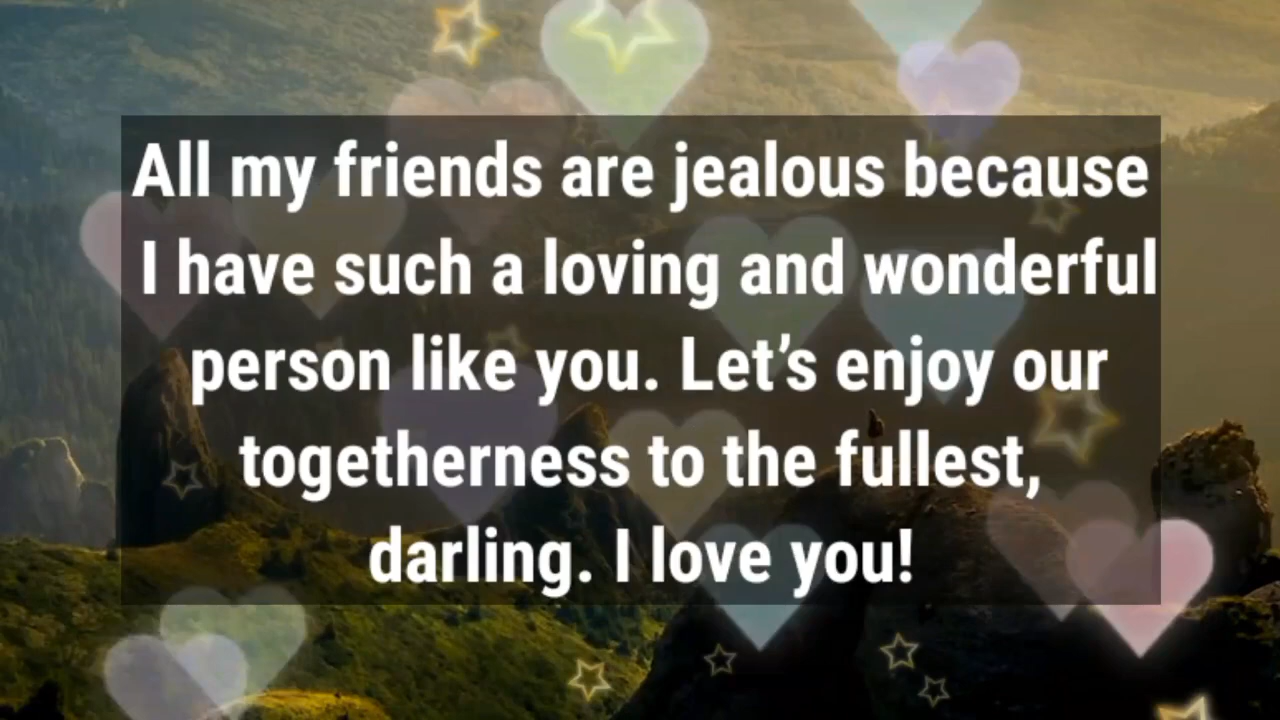 All my friends are jealous because
I have such a loving and wonderful
person like you. Let’s enjoy our
togetherness to the fullest,
darling. I love you!